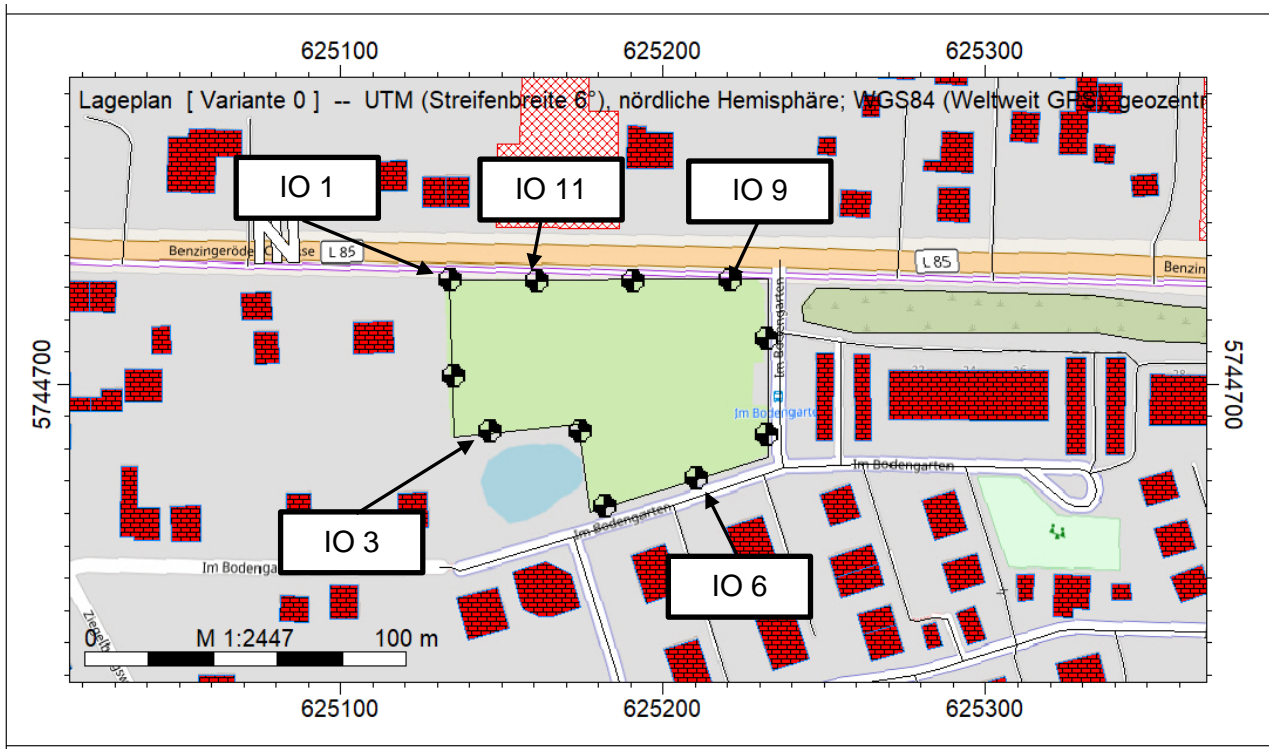 625100 625200 625300
Lageplan [ Variante 0 ] -- UTM (Streifenbreite 6°), nördliche Hemisphäre; WGS84 (Weltweit GPS), geozentr
IO 1 IO 11 IO 9
N
L 85
L 85
Benzin
Im Bodengarten
5744700
5744700
Im Bodengarte
Im Bodengarten
IO 3
Im Bodengarten
IO 6
Im Bodenga
0 M 1:2447 100 m
625100 625200 625300